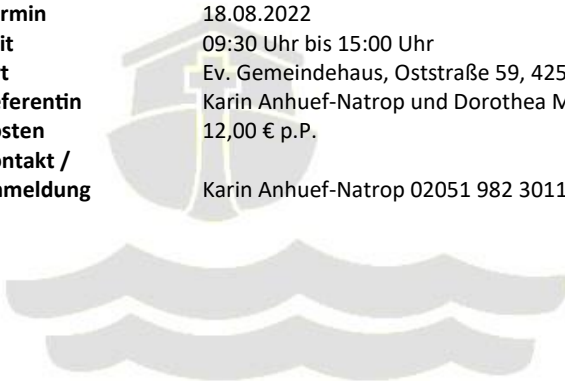 rmin 18.08.2022
it 09:30 Uhr bis 15:00 Uhr
t Ev. Gemeindehaus, Oststraße 59, 425
ferentin Karin Anhuef-Natrop und Dorothea M
osten 12,00 € p.P.
ontakt /
nmeldung Karin Anhuef-Natrop 02051 982 3011